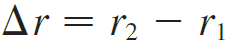 Δr = r₂ − r₁